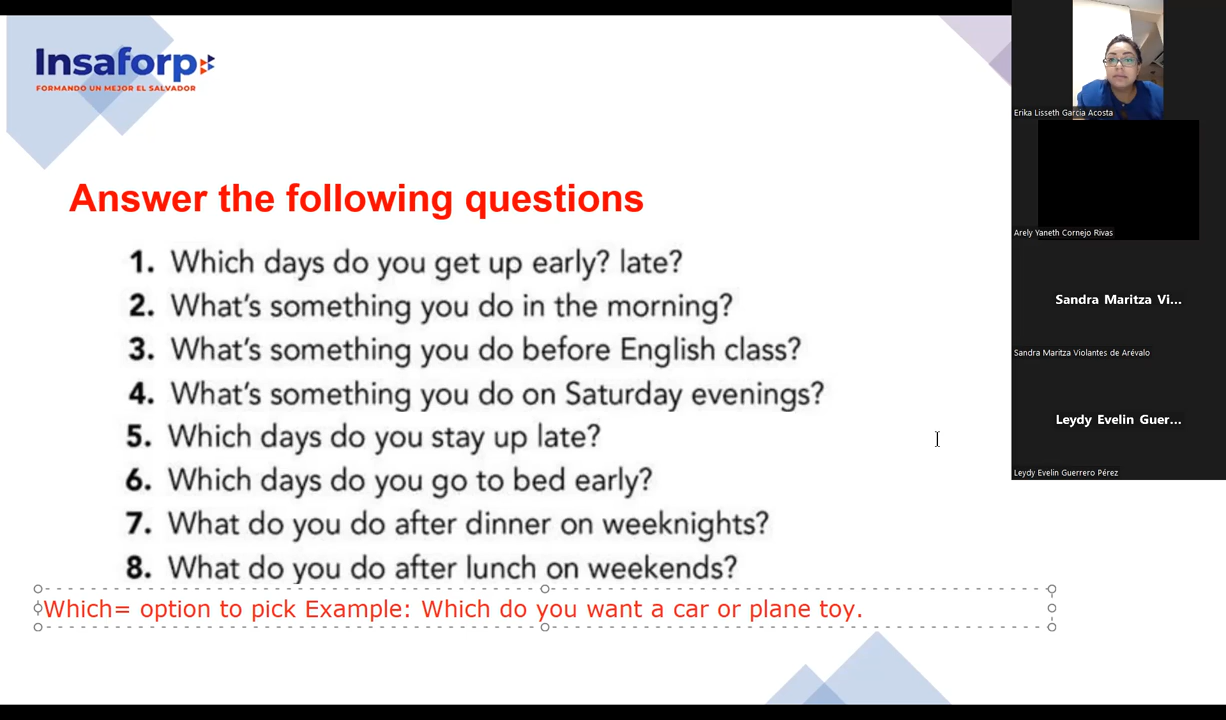 Insaforp
FORMANDO UN MEJOR EL SALVADOR
Answer the following questions
1. Which days do you get up early? late?
2. What's something you do in the morning?
3. What's something you do before English class?
4. What's something you do on Saturday evenings?
5. Which days do you stay up late?
6. Which days do you go to bed early?
7. What do you do after dinner on weeknights?
8. What do you do after lunch on weekends?
Which= option to pick Example: Which do you want a car or plane toy.
Erika Lisseth Garcia Acosta
Arely Yaneth Cornejo Rivas
Sandra Maritza Vi...
Sandra Maritza Violantes de Arévalo
Leydy Evelin Guer...
Leydy Evelin Guerrero Pérez